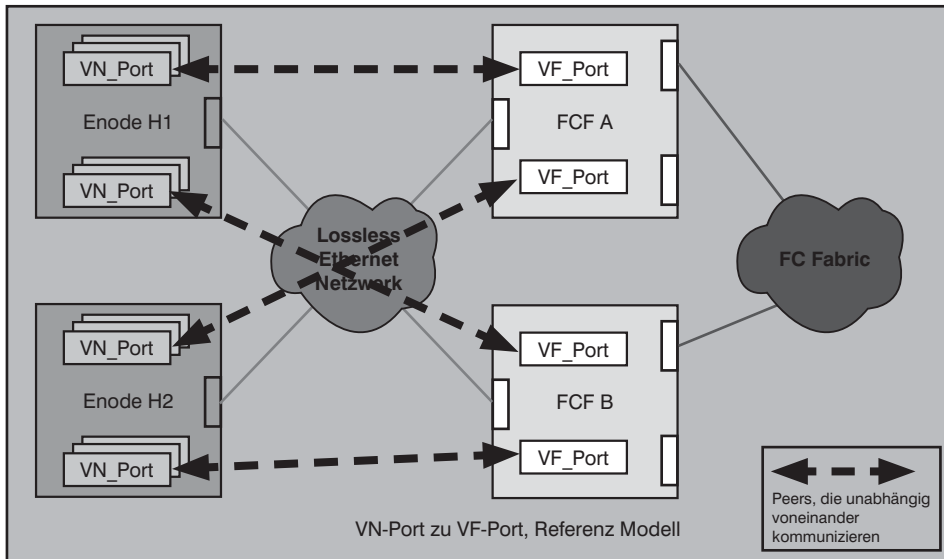 VN_Port
VF_Port
Enode H1
FCF A
VN_Port
VF_Port
Lossless
Ethernet
Netzwerk
FC Fabric
VN_Port
VF_Port
Enode H2
FCF B
VN_Port
VF_Port
VN-Port zu VF-Port, Referenz Modell
Peers, die unabhängig
voneinander
kommunizieren